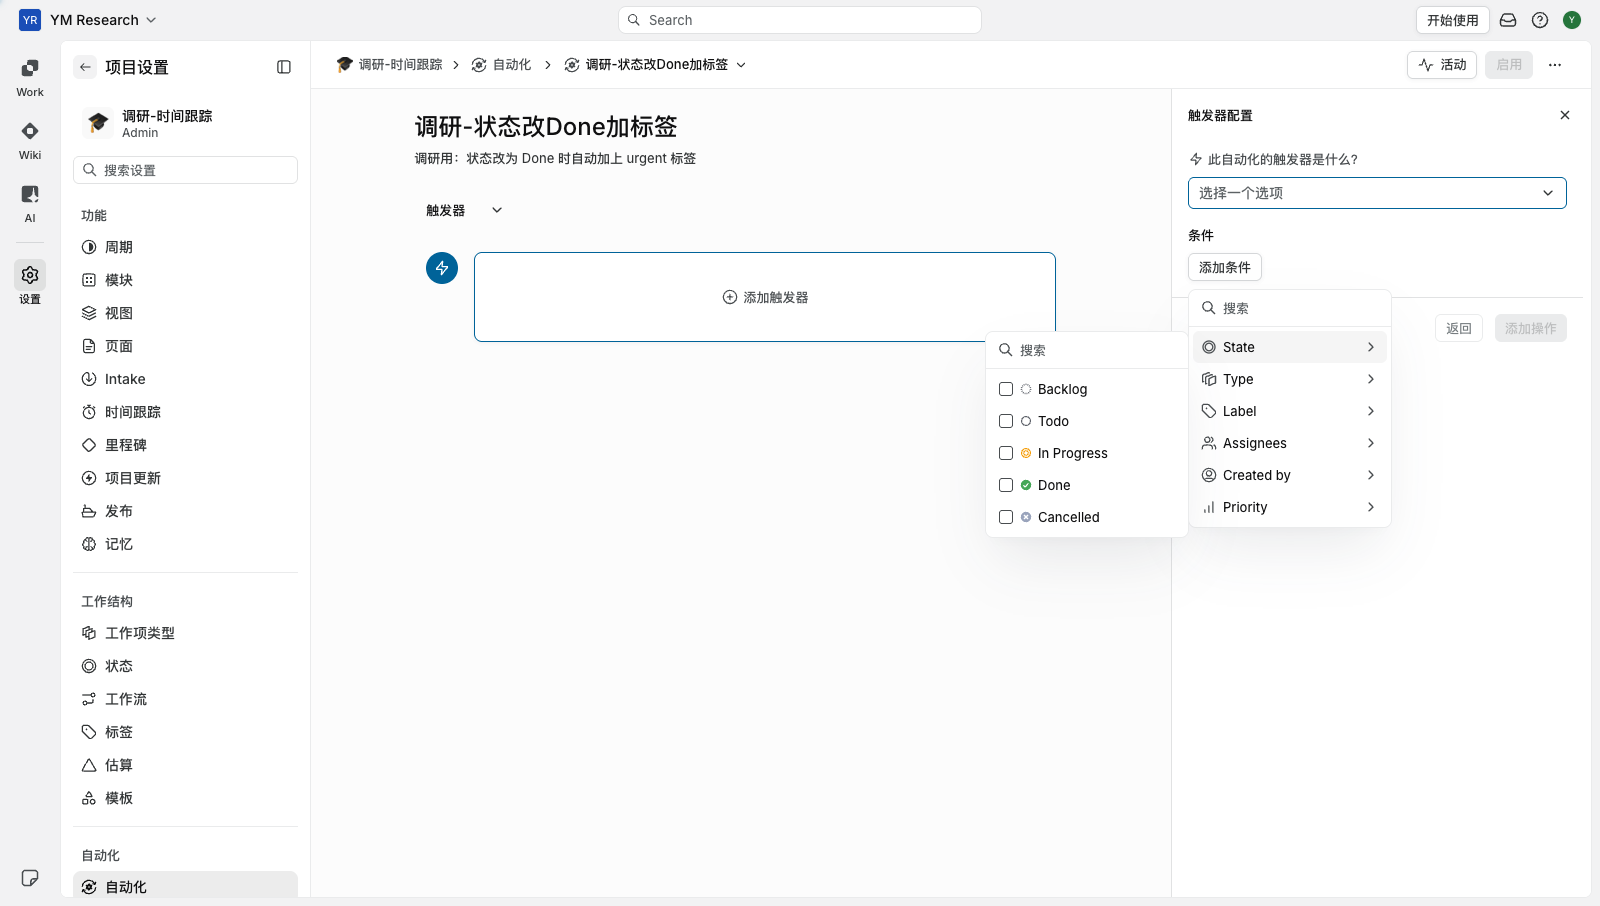 YR YM Research
Search
开始使用
Y
Work
Wiki
AI
设置
项目设置
调研-时间跟踪
Admin
搜索设置
功能
周期
模块
视图
页面
Intake
时间跟踪
里程碑
项目更新
发布
记忆
工作结构
工作项类型
状态
工作流
标签
估算
模板
自动化
自动化
调研-时间跟踪
自动化
调研-状态改Done加标签
活动
启用
调研-状态改Done加标签
调研用：状态改为 Done 时自动加上 urgent 标签
触发器
添加触发器
触发器配置
此自动化的触发器是什么?
选择一个选项
条件
添加条件
返回
添加操作
搜索
State
Type
Label
Assignees
Created by
Priority
搜索
Backlog
Todo
In Progress
Done
Cancelled